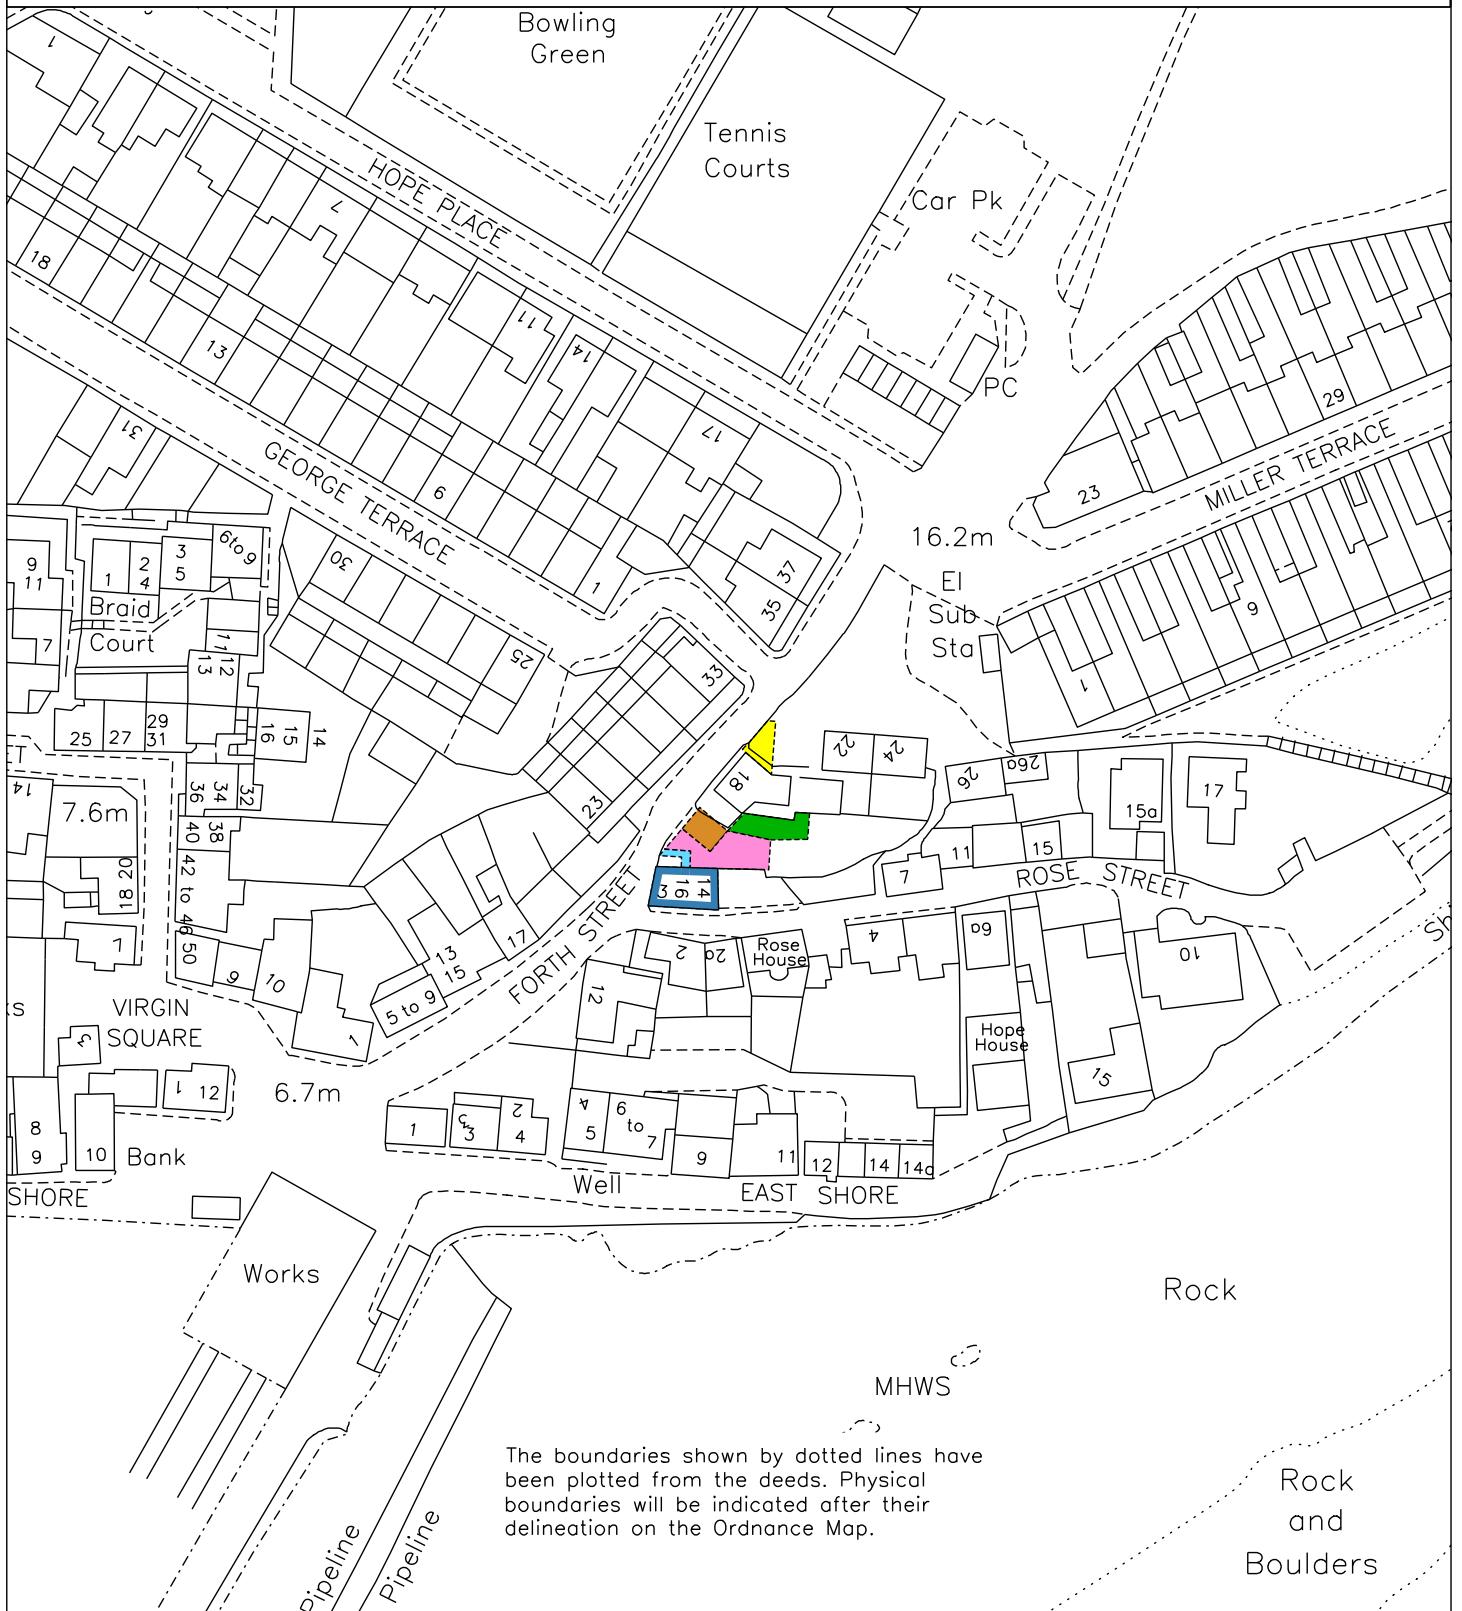 Bowling
Green
1
Tennis
Courts
HOPE PLACE
7
Car Pk
18
11
13
14
PC
17
29
31
GEORGE TERRACE
6
23
MILLER TERRACE
16.2m
6to9
3
5
2
4
1
9
11
30
1
37
35
El
Sub
Sta
9
Braid
Court
7
11
12
13
25
33
1
25
27
29
31
16
15
14
ET
22
24
26
26a
18
17
15a
14
7.6m
36
34
32
23
40
38
42 to 46
50
18 20
11
15
7
ROSE STREET
3
16
14
FORTH STREET
7
9
10
13
15
17
5 to 9
1
2
2a
Rose
House
4
6a
10
12
Sh
ks
VIRGIN
SQUARE
3
Hope
House
15
6.7m
1
12
8
9
10
Bank
1
3
2
4
4
5
6
to
7
9
11
12
14
14a
SHORE
Well
EAST SHORE
Works
Rock
MHWS
The boundaries shown by dotted lines have
been plotted from the deeds. Physical
boundaries will be indicated after their
delineation on the Ordnance Map.
Rock
and
Boulders
Pipeline
Pipeline